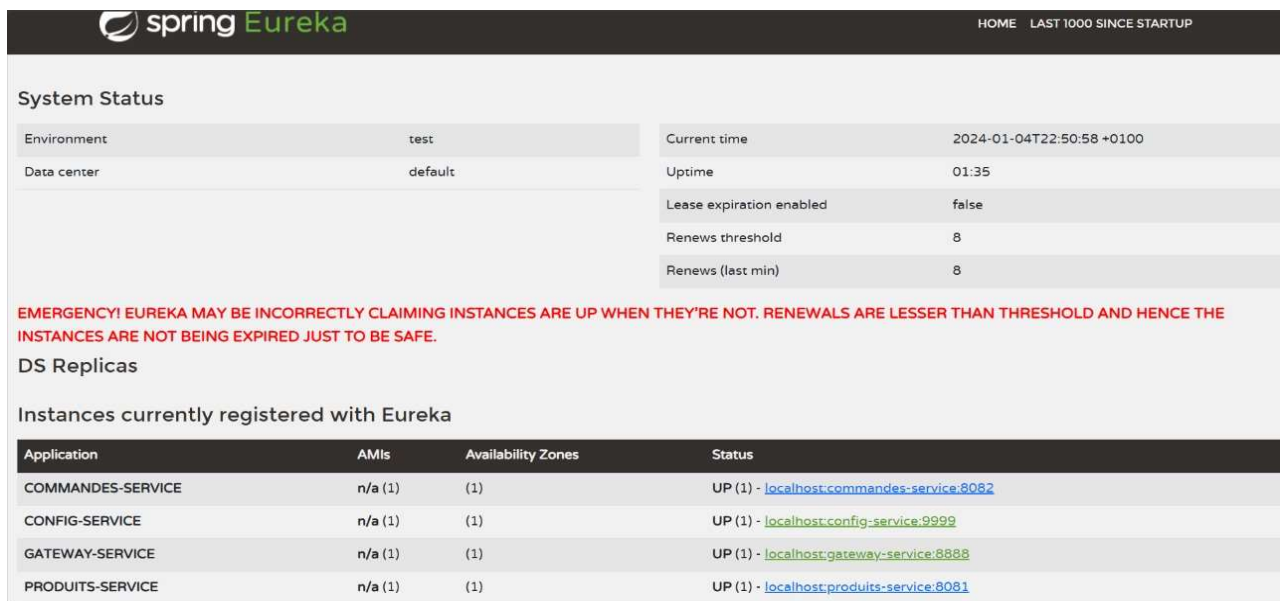 spring Eureka
HOME LAST 1000 SINCE STARTUP
System Status
Environment test
Data center default
Current time 2024-01-04T22:50:58 +0100
Uptime 01:35
Lease expiration enabled false
Renews threshold 8
Renews (last min) 8
EMERGENCY! EUREKA MAY BE INCORRECTLY CLAIMING INSTANCES ARE UP WHEN THEY'RE NOT. RENEWALS ARE LESSER THAN THRESHOLD AND HENCE THE
INSTANCES ARE NOT BEING EXPIRED JUST TO BE SAFE.
DS Replicas
Instances currently registered with Eureka
Application AMIs Availability Zones Status
COMMANDES-SERVICE n/a (1) (1) UP (1) - localhost:commandes-service:8082
CONFIG-SERVICE n/a (1) (1) UP (1) - localhost:config-service:9999
GATEWAY-SERVICE n/a (1) (1) UP (1) - localhost:gateway-service:8888
PRODUITS-SERVICE n/a (1) (1) UP (1) - localhost:produits-service:8081